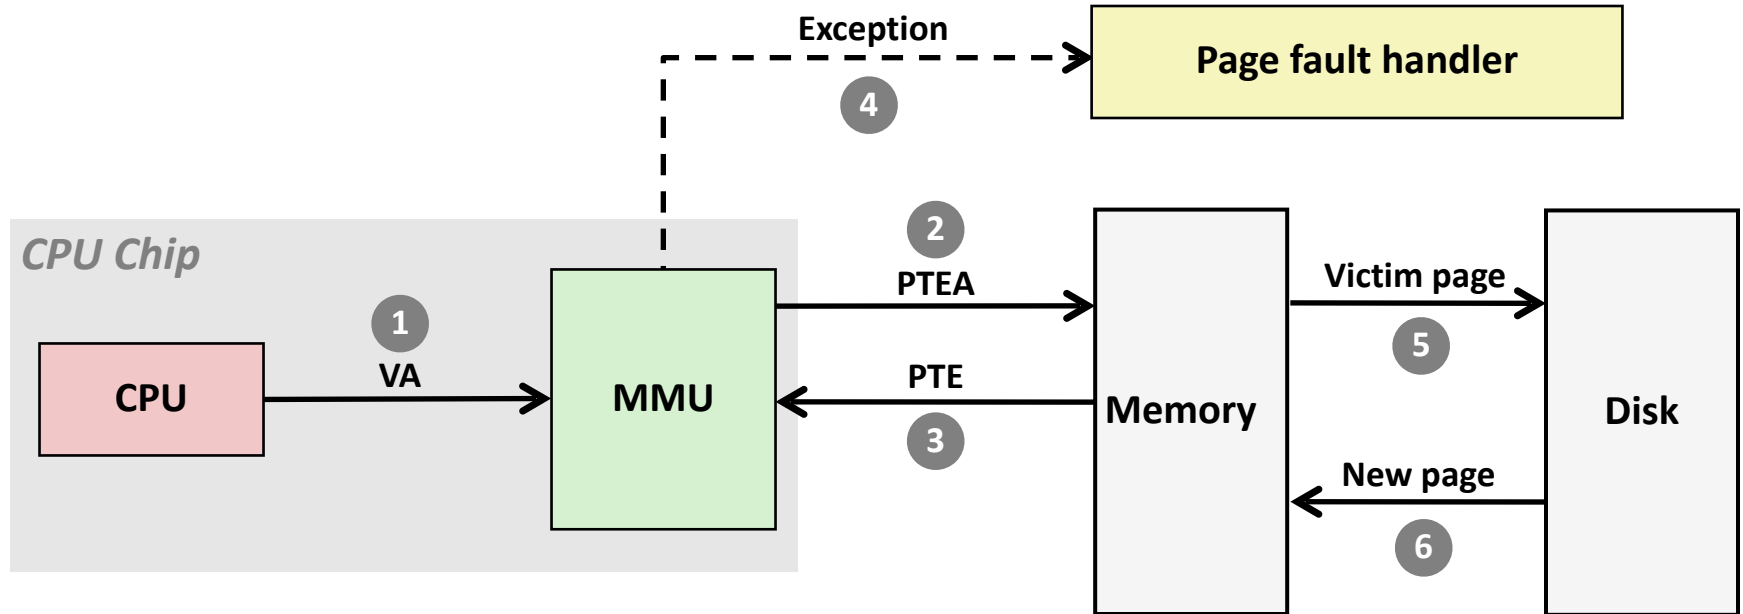 Exception
Page fault handler
4
CPU Chip
2
PTEA
Victim page
1
VA
5
CPU
MMU
PTE
Memory
Disk
3
New page
6